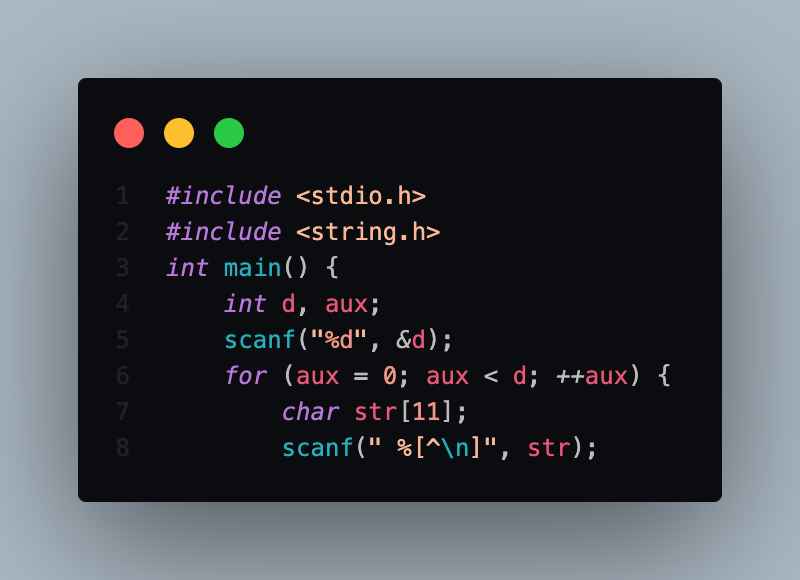 1 #include <stdio.h>
2 #include <string.h>
3 int main() {
4     int d, aux;
5     scanf("%d", &d);
6     for (aux = 0; aux < d; ++aux) {
7         char str[11];
8         scanf(" %[^\n]", str);